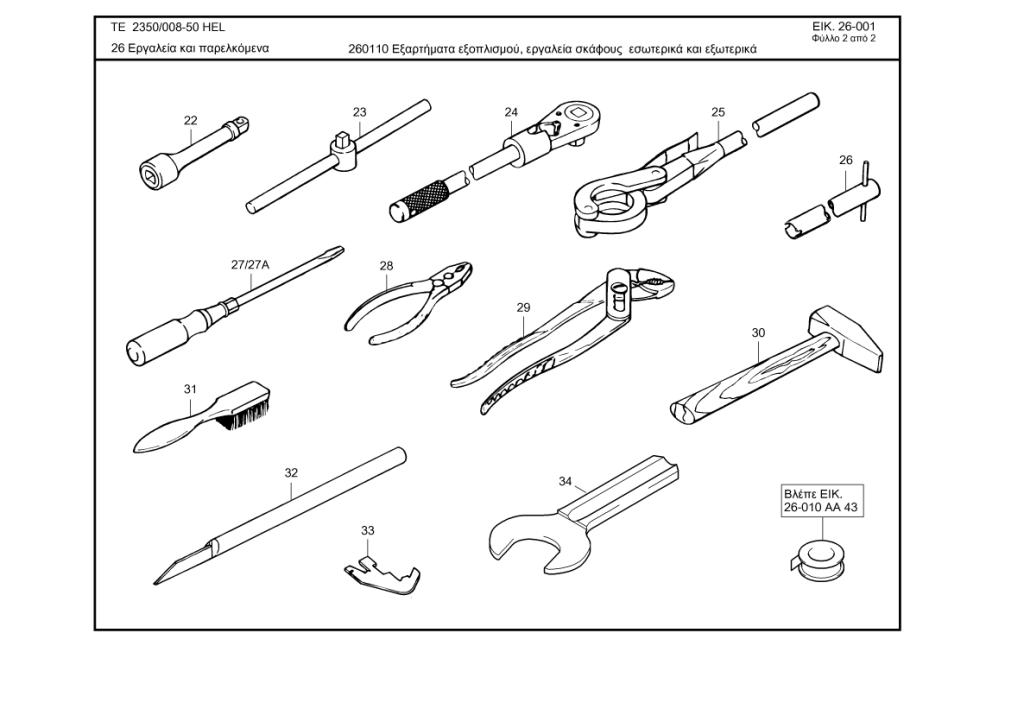 ΤΕ 2350/008-50 HEL
ΕΙΚ. 26-001
Φύλλο 2 από 2
26 Εργαλεία και παρελκόμενα
260110 Εξαρτήματα εξοπλισμού, εργαλεία σκάφους εσωτερικά και εξωτερικά
22
23
24
25
26
27/27A
28
29
30
31
32
33
34
Βλέπε ΕΙΚ.
26-010 ΑΑ 43